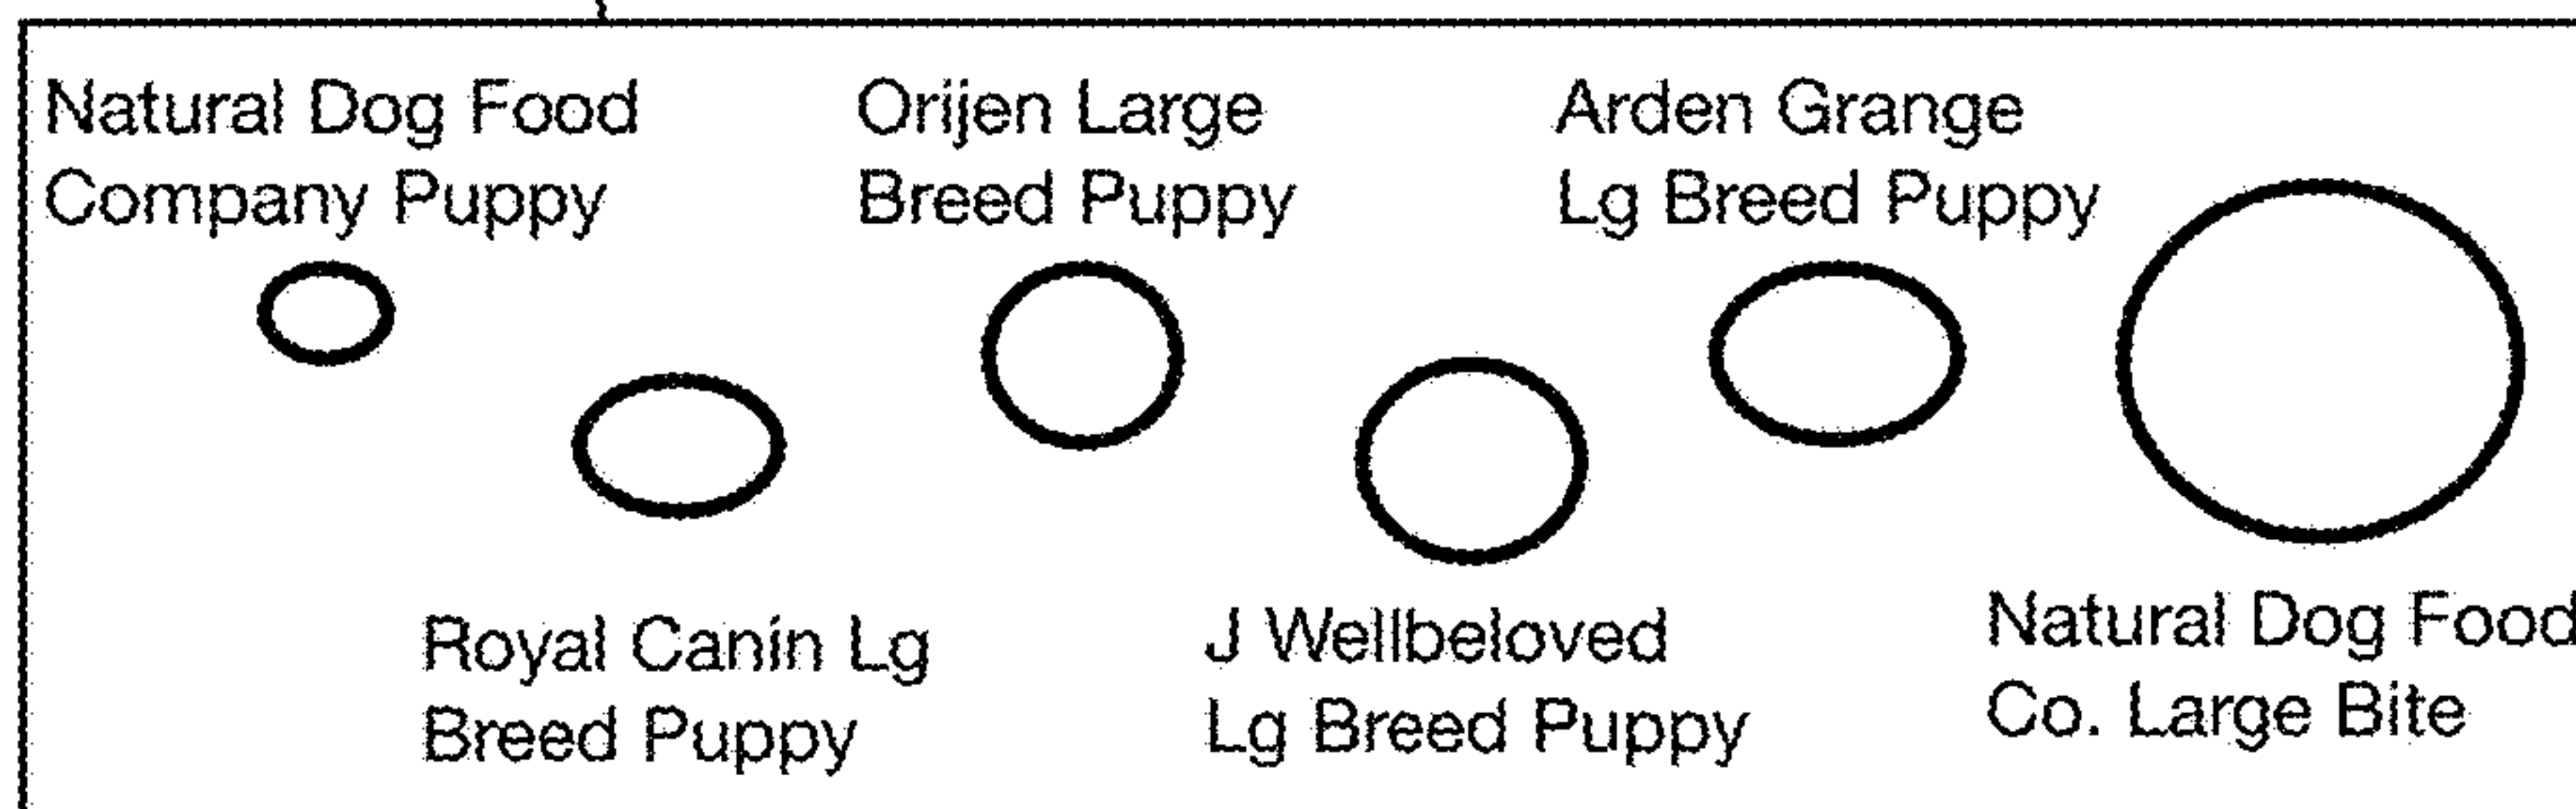 Natural Dog Food
Company Puppy
Orijen Large
Breed Puppy
Arden Grange
Lg Breed Puppy
Royal Canin Lg
Breed Puppy
J Wellbeloved
Lg Breed Puppy
Natural Dog Food
Co. Large Bite